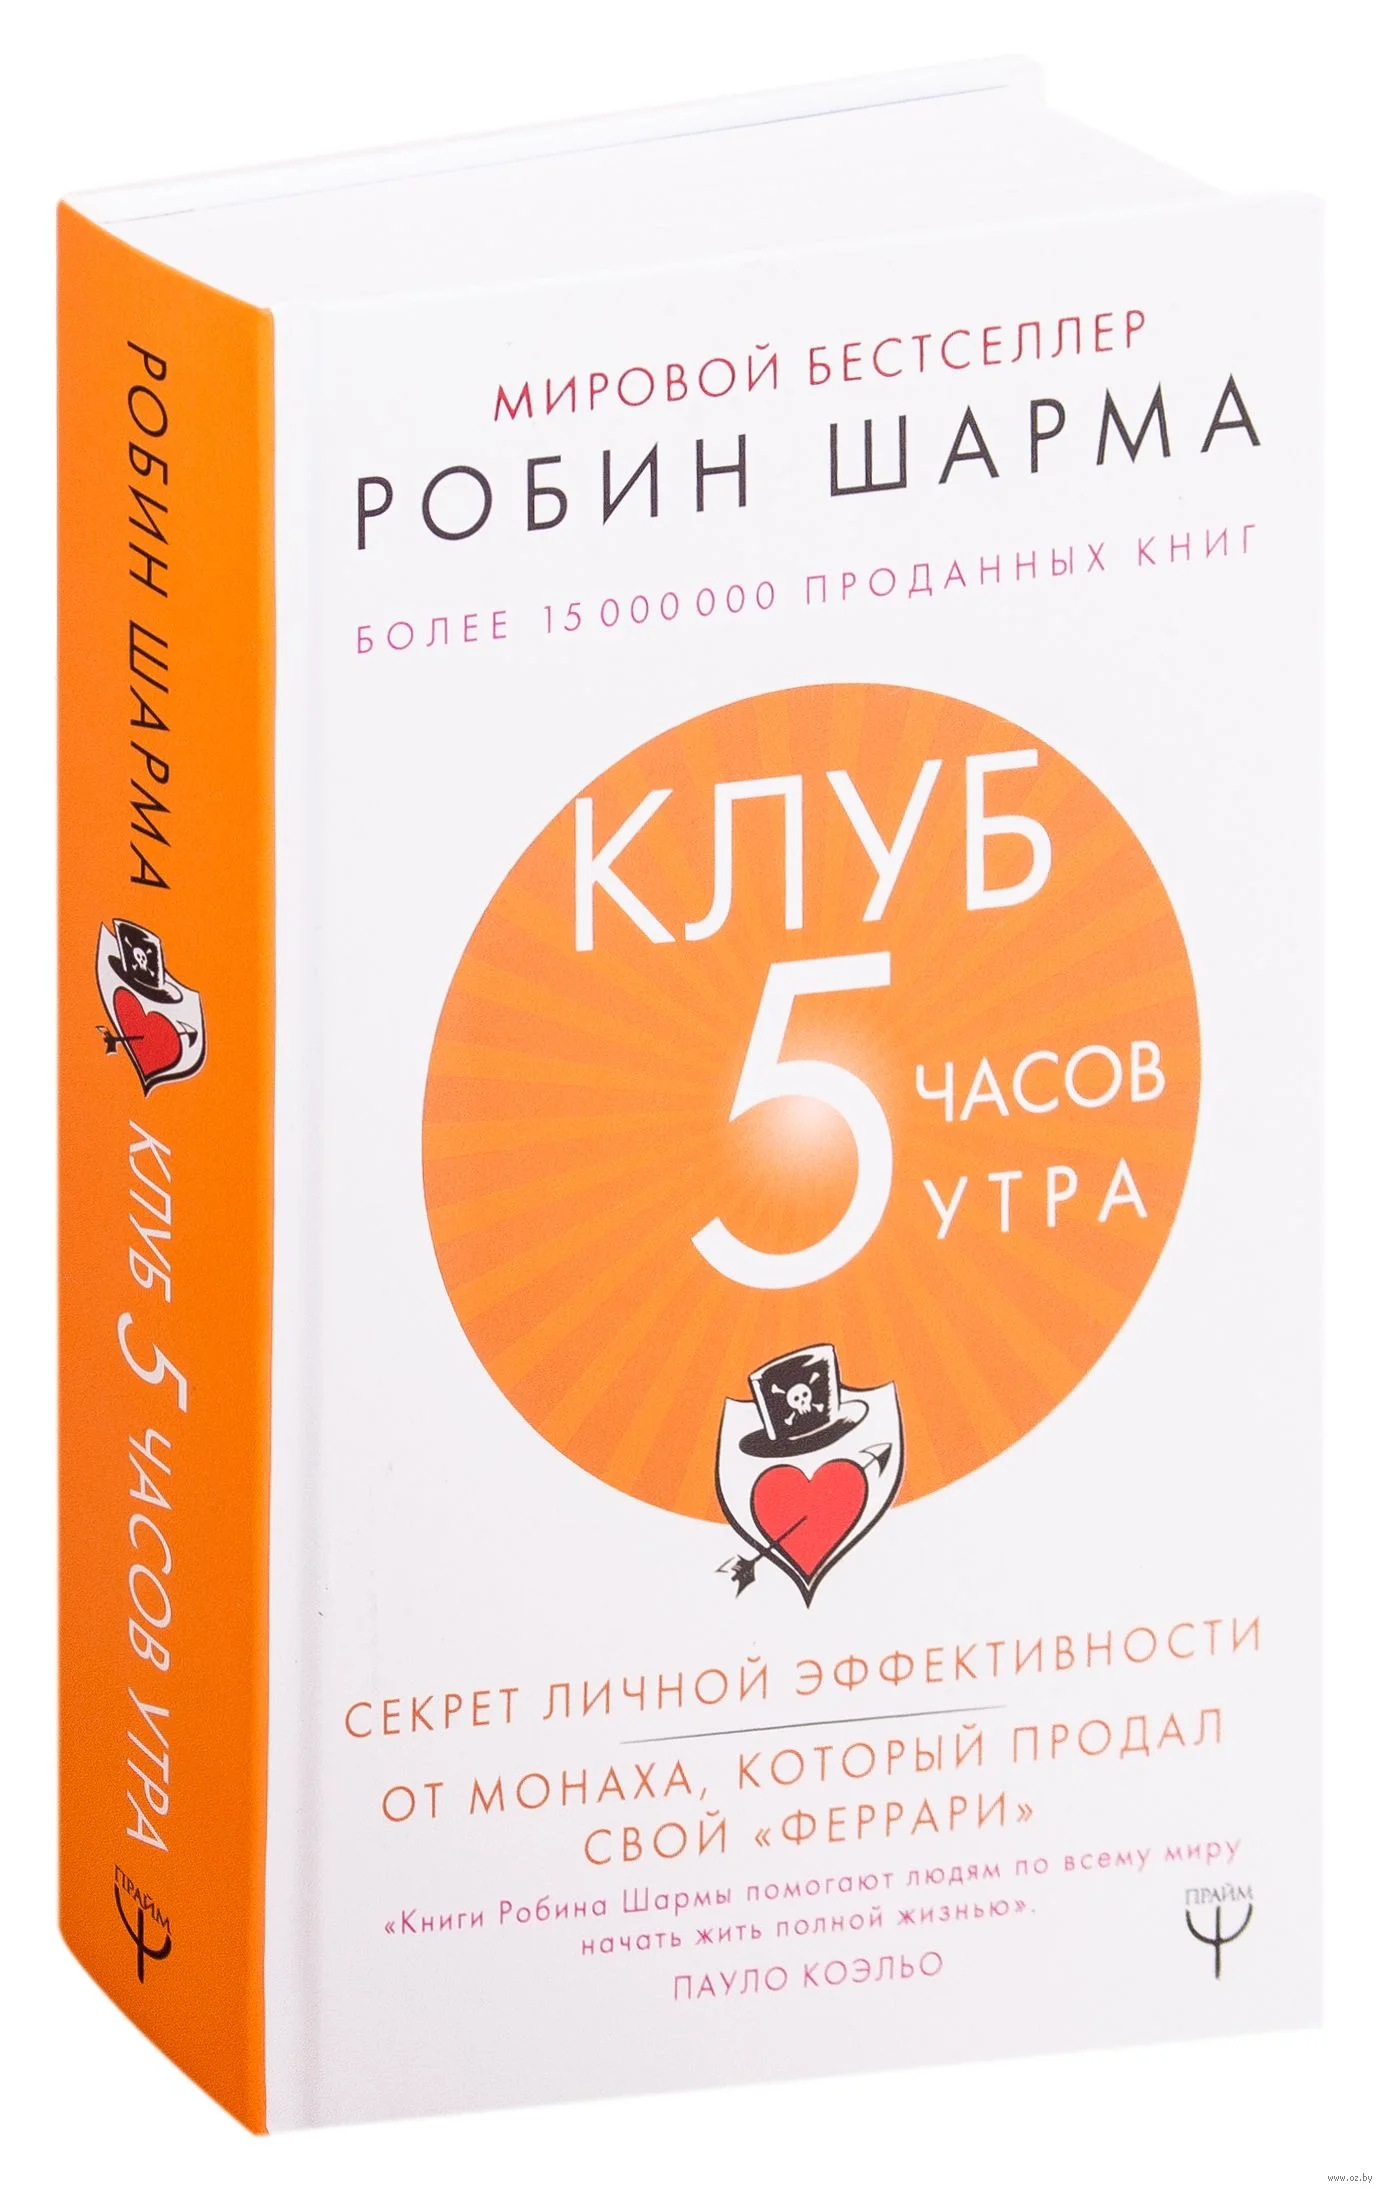 РОБИН ШАРМА КЛУБ 5 ЧАСОВ УТРА
ПРАЙМ
МИРОВОЙ БЕСТСЕЛЛЕР
РОБИН ШАРМА
БОЛЕЕ 15 000 000 ПРОДАННЫХ КНИГ
КЛУБ
5 ЧАСОВ
УТРА
СЕКРЕТ ЛИЧНОЙ ЭФФЕКТИВНОСТИ
ОТ МОНАХА, КОТОРЫЙ ПРОДАЛ
СВОЙ «ФЕРРАРИ»
«Книги Робина Шармы помогают людям по всему миру
начать жить полной жизнью».
ПАУЛО КОЭЛЬО
ПРАЙМ
www.oz.by